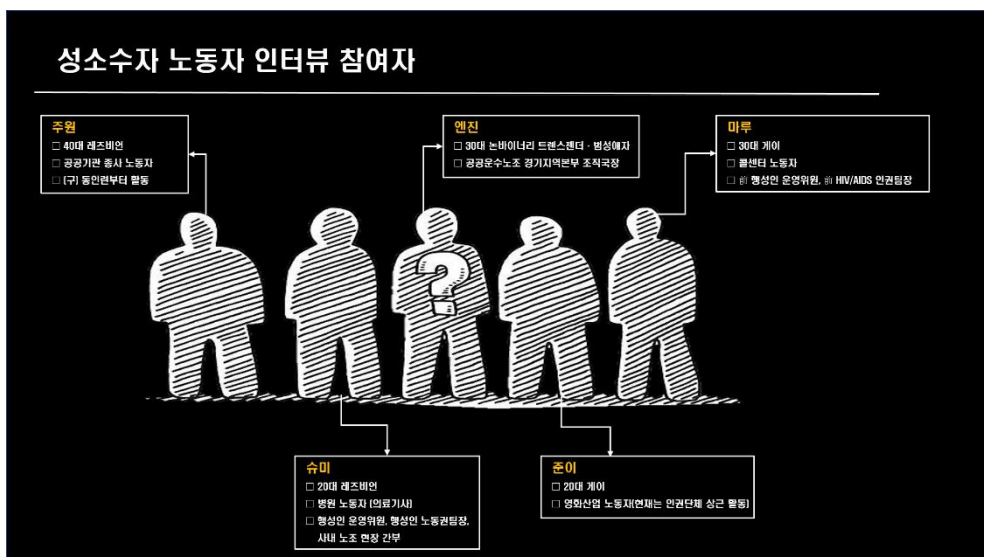 성소수자 노동자 인터뷰 참여자
주원
□ 40대 레즈비언
□ 공공기관 종사 노동자
□ (구) 동인련부터 활동
엔진
□ 30대 논바이너리 트랜스젠더 · 범성애자
□ 공공운수노조 경기지역본부 조직국장
마루
□ 30대 게이
□ 콜센터 노동자
□ 前 행성인 운영위원, 前 HIV/AIDS 인권팀장
?
슈미
□ 20대 레즈비언
□ 병원 노동자 (의료기사)
□ 행성인 운영위원, 행성인 노동권팀장,
사내 노조 현장 간부
준이
□ 20대 게이
□ 영화산업 노동자(현재는 인권단체 상근 활동)